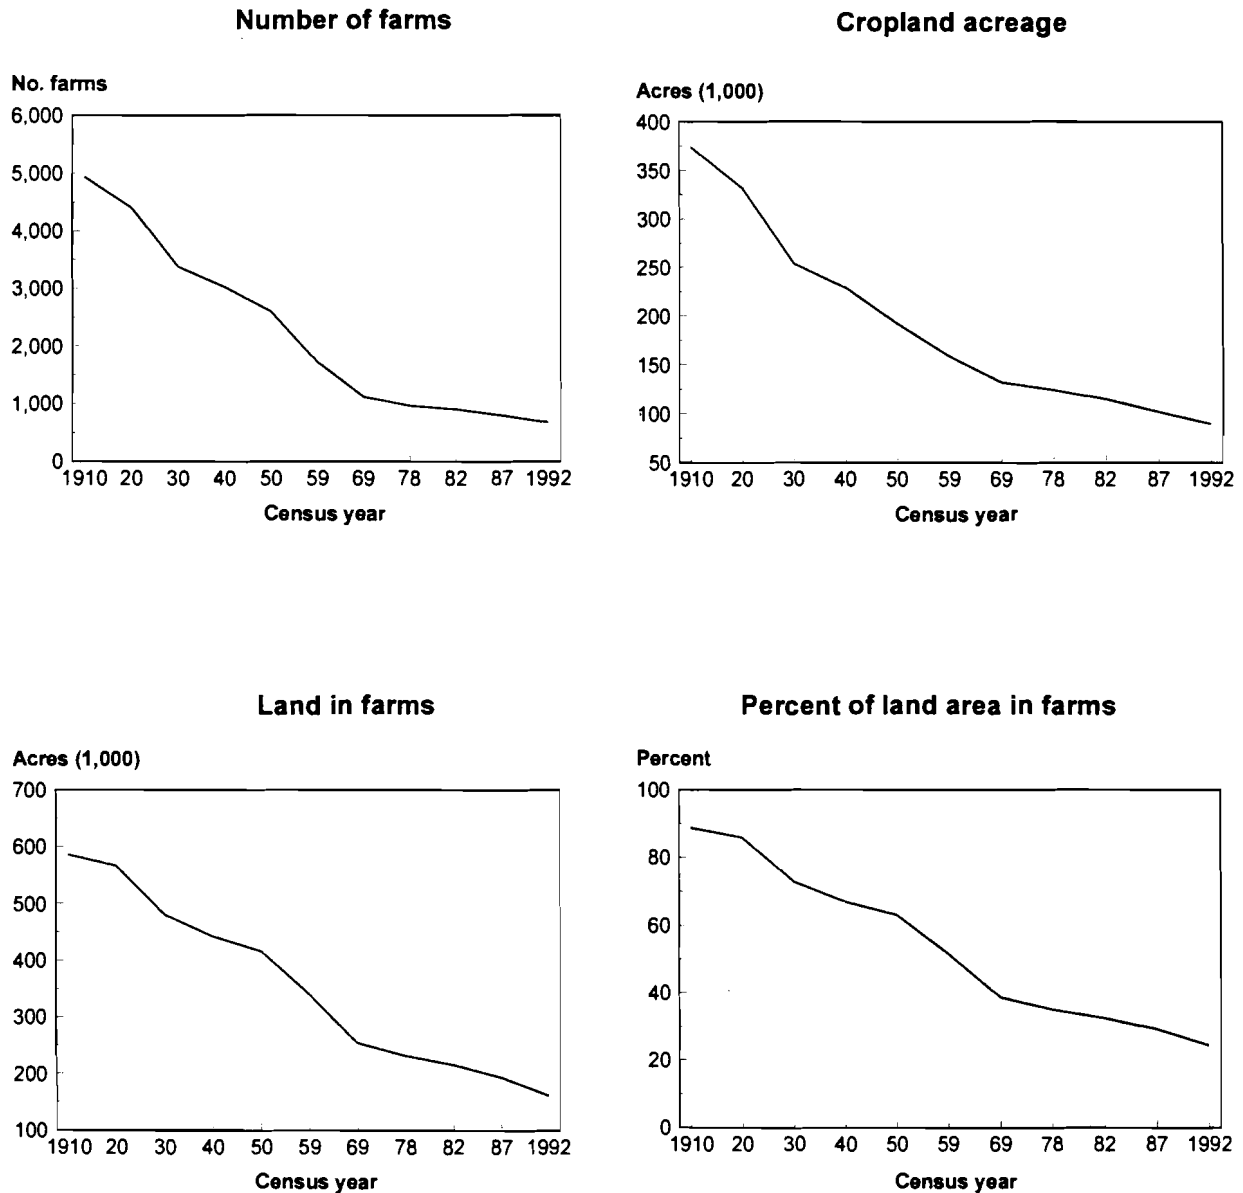 Number of farms
No. farms
6,000
5,000
4,000
3,000
2,000
1,000
0
1910 20 30 40 50 59 69 78 82 87 1992
Census year
Cropland acreage
Acres (1,000)
400
350
300
250
200
150
100
50
1910 20 30 40 50 59 69 78 82 87 1992
Census year
Land in farms
Acres (1,000)
700
600
500
400
300
200
100
1910 20 30 40 50 59 69 78 82 87 1992
Census year
Percent of land area in farms
Percent
100
80
60
40
20
0
1910 20 30 40 50 59 69 78 82 87 1992
Census year